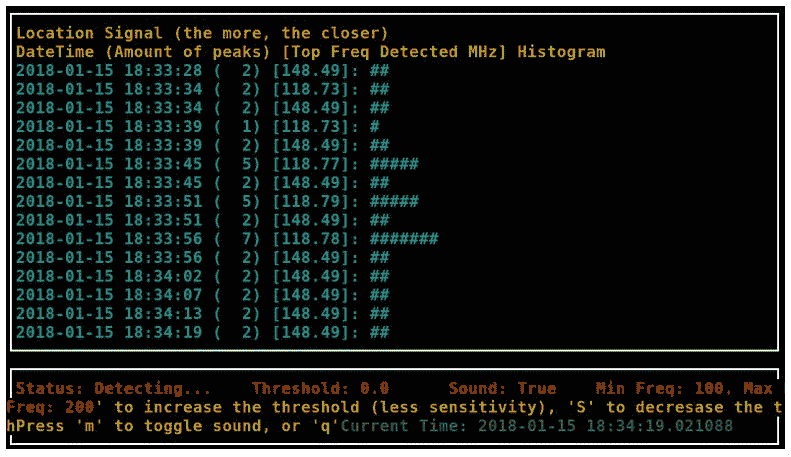 Location Signal (the more, the closer)
DateTime (Amount of peaks) [Top Freq Detected MHz] Histogram
2018-01-15 18:33:28 (  2) [148.49]: ##
2018-01-15 18:33:34 (  2) [118.73]: ##
2018-01-15 18:33:34 (  2) [148.49]: ##
2018-01-15 18:33:39 (  1) [118.73]: #
2018-01-15 18:33:39 (  2) [148.49]: ##
2018-01-15 18:33:45 (  5) [118.77]: #####
2018-01-15 18:33:45 (  2) [148.49]: ##
2018-01-15 18:33:51 (  5) [118.79]: #####
2018-01-15 18:33:51 (  2) [148.49]: ##
2018-01-15 18:33:56 (  7) [118.78]: #######
2018-01-15 18:33:56 (  2) [148.49]: ##
2018-01-15 18:34:02 (  2) [148.49]: ##
2018-01-15 18:34:07 (  2) [148.49]: ##
2018-01-15 18:34:13 (  2) [148.49]: ##
2018-01-15 18:34:19 (  2) [148.49]: ##
Status: Detecting...    Threshold: 0.0      Sound: True    Min Freq: 100. Max
Freq: 200' to increase the threshold (less sensitivity), 'S' to decresase the t
hPress 'm' to toggle sound, or 'q'Current Time: 2018-01-15 18:34:19.021088